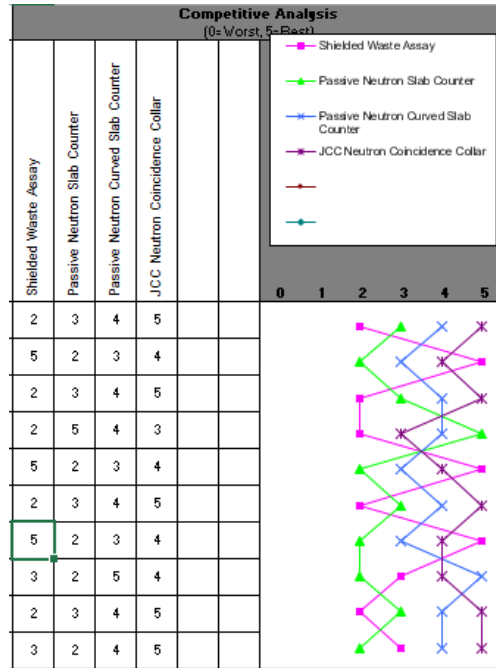 Competitive Analysis
(0=Worst, 5=Best)
Shielded Waste Assay
Passive Neutron Slab Counter
Passive Neutron Curved Slab
Counter
JCC Neutron Coincidence Collar
Shielded Waste Assay
Passive Neutron Slab Counter
Passive Neutron Curved Slab Counter
JCC Neutron Coincidence Collar
0 1 2 3 4 5
2 3 4 5
5 2 3 4
2 3 4 5
2 5 4 3
5 2 3 4
2 3 4 5
5 2 3 4
3 2 5 4
2 3 4 5
3 2 4 5